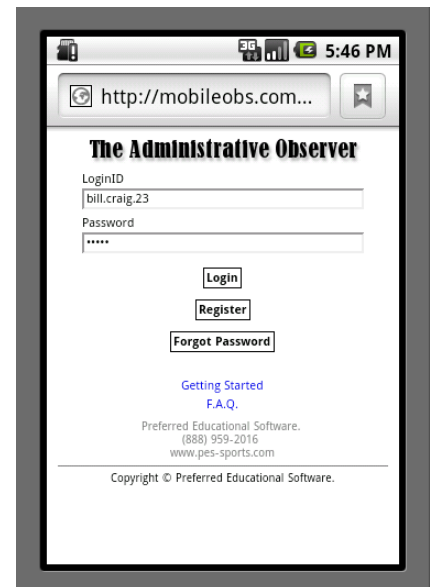 3G 5:46 PM
http://mobileobs.com...
The Administrative Observer
LoginID
bill.craig.23
Password
•••••
Login
Register
Forgot Password
Getting Started
F.A.Q.
Preferred Educational Software.
(888) 959-2016
www.pes-sports.com
Copyright © Preferred Educational Software.